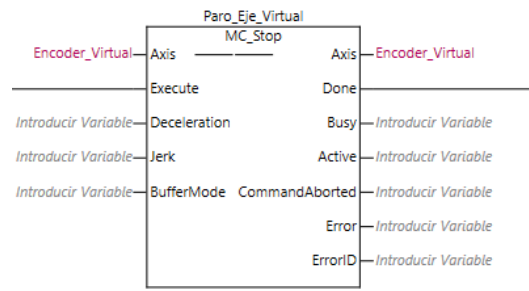 Paro_Eje_Virtual
MC_Stop
Encoder_Virtual Axis Axis Encoder_Virtual
Execute Done
Introducir Variable Deceleration Busy Introducir Variable
Introducir Variable Jerk Active Introducir Variable
Introducir Variable BufferMode CommandAborted Introducir Variable
Error Introducir Variable
ErrorID Introducir Variable